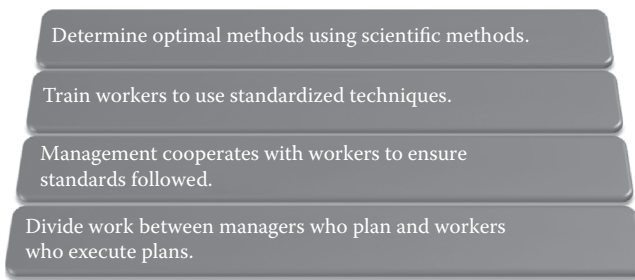 Determine optimal methods using scientific methods.
Train workers to use standardized techniques.
Management cooperates with workers to ensure
standards followed.
Divide work between managers who plan and workers
who execute plans.